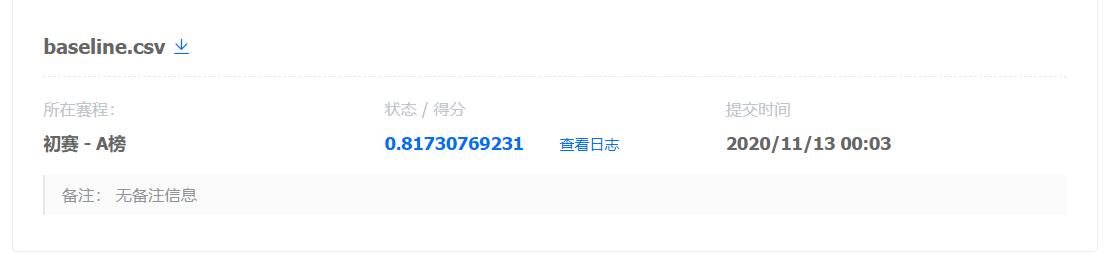 baseline.csv
所在赛程：
状态 / 得分
提交时间
初赛 - A榜
0.81730769231
查看日志
2020/11/13 00:03
备注： 无备注信息